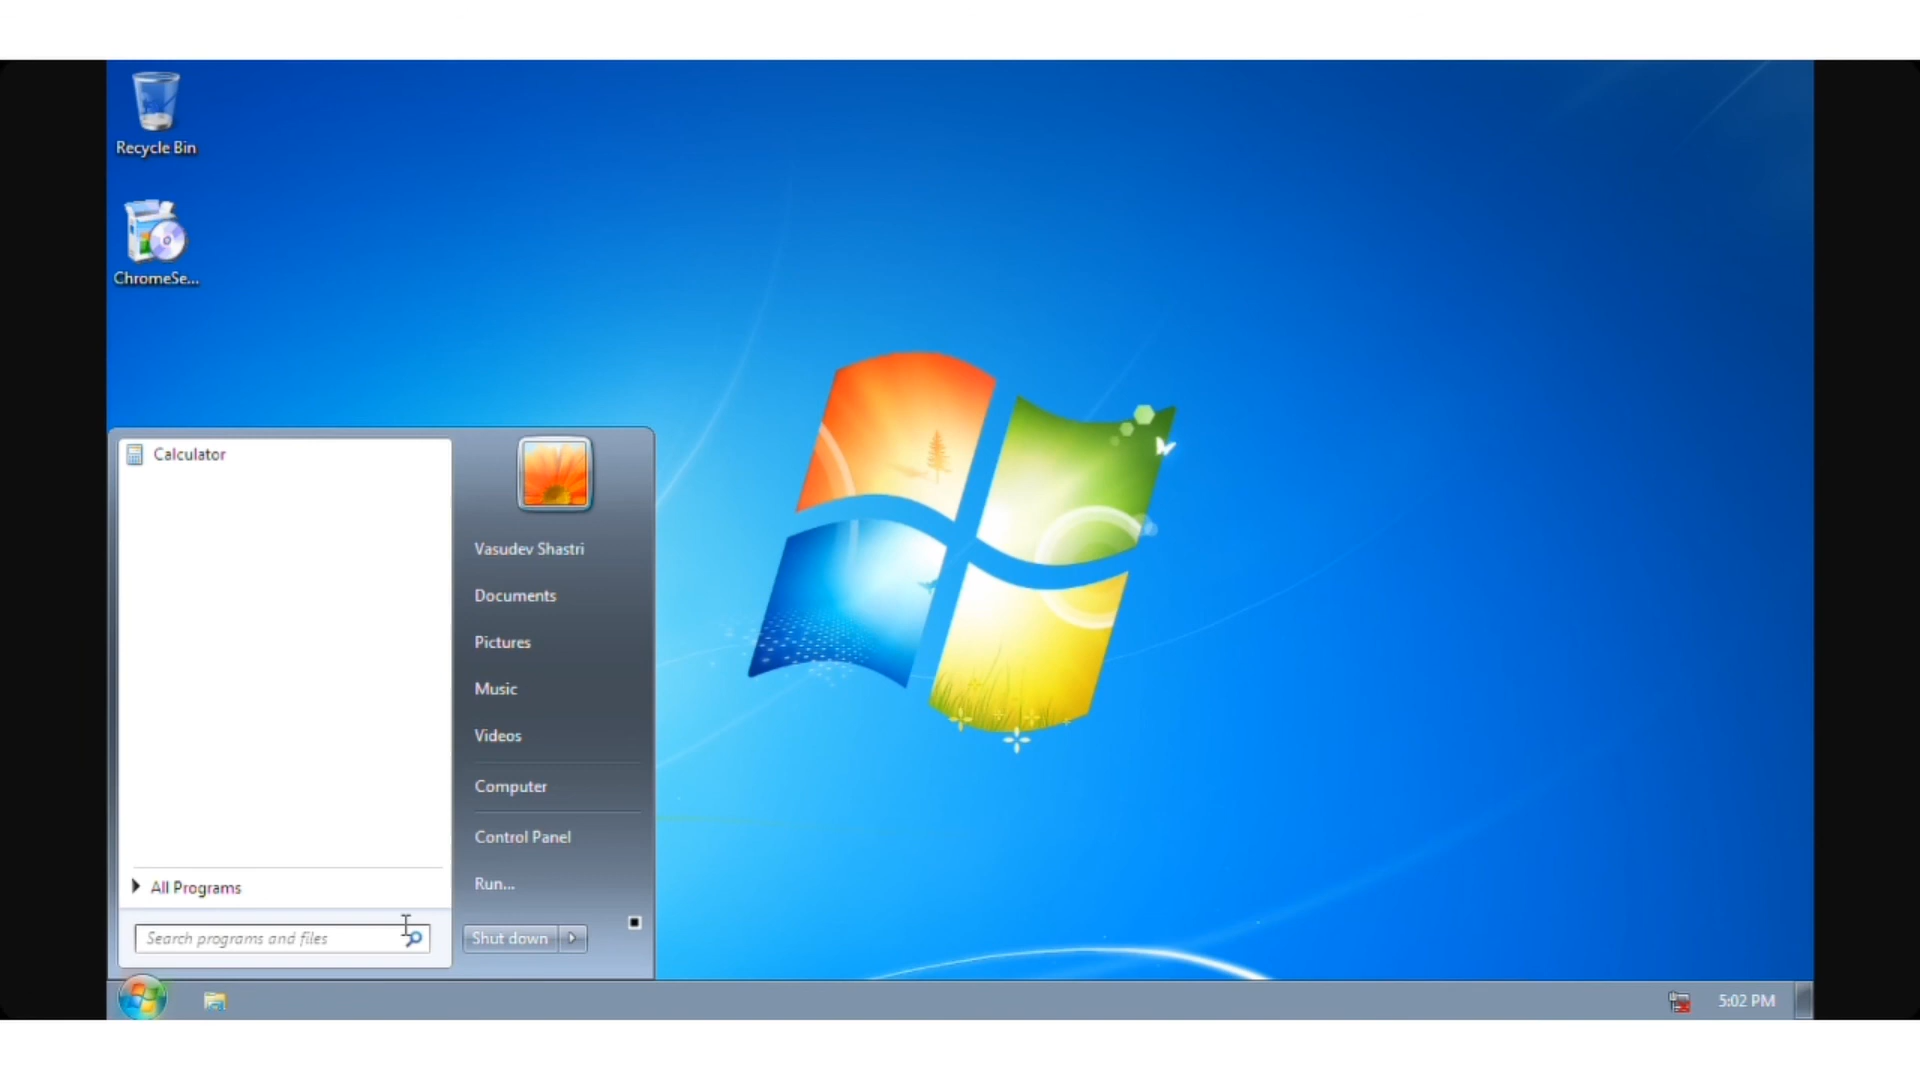 Recycle Bin
ChromeSe...
Calculator
All Programs
Search programs and files
Vasudev Shastri
Documents
Pictures
Music
Videos
Computer
Control Panel
Run...
Shut down
5:02 PM